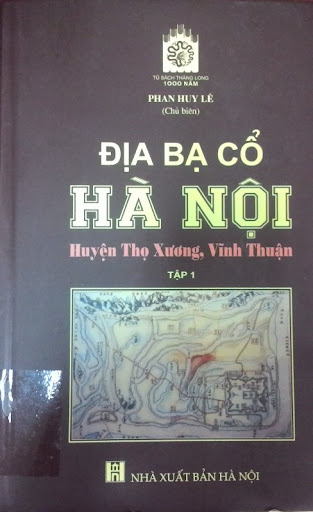 TỦ SÁCH THĂNG LONG
1000 NĂM
PHAN HUY LÊ
(Chủ biên)
ĐỊA BẠ CỔ
HÀ NỘI
Huyện Thọ Xương, Vĩnh Thuận
TẬP 1
NHÀ XUẤT BẢN HÀ NỘI